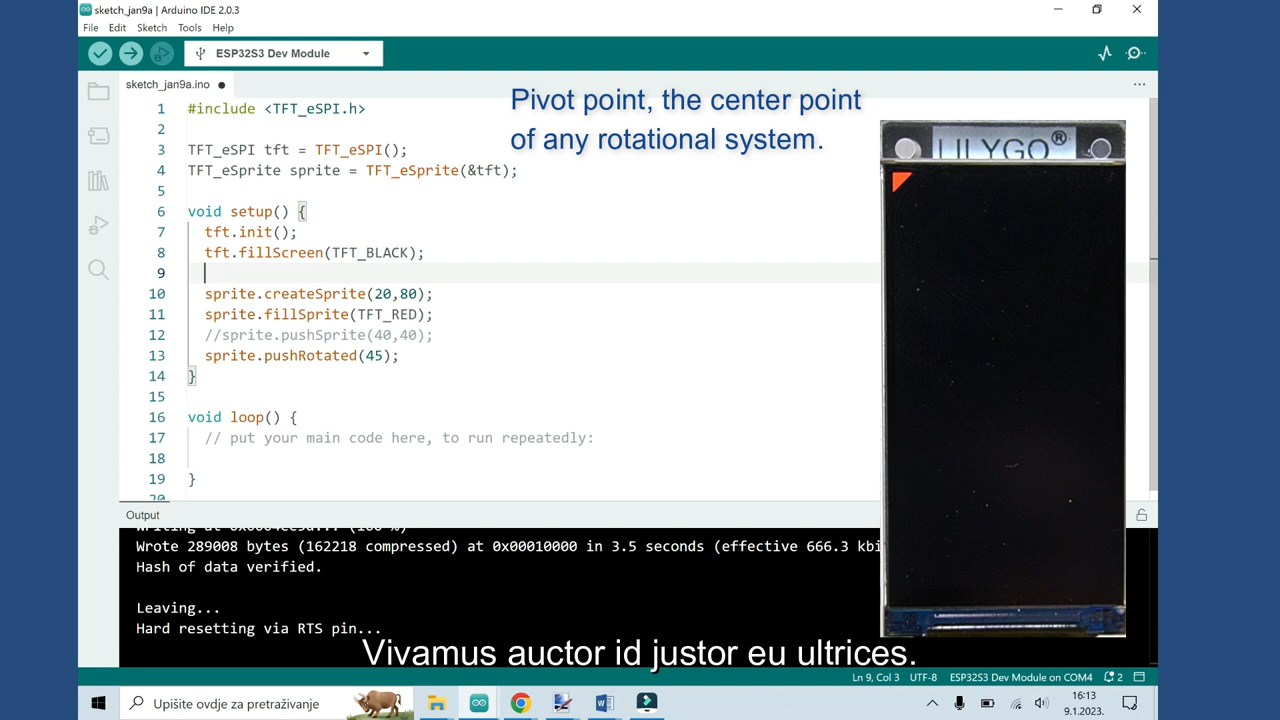 sketch_jan9a | Arduino IDE 2.0.3
File Edit Sketch Tools Help
ESP32S3 Dev Module
sketch_jan9a.ino
Pivot point, the center point
of any rotational system.
1 #include <TFT_eSPI.h>
2
3 TFT_eSPI tft = TFT_eSPI();
4 TFT_eSprite sprite = TFT_eSprite(&tft);
5
6 void setup() {
7 tft.init();
8 tft.fillScreen(TFT_BLACK);
9
10 sprite.createSprite(20,80);
11 sprite.fillSprite(TFT_RED);
12 //sprite.pushSprite(40,40);
13 sprite.pushRotated(45);
14 }
15
16 void loop() {
17 // put your main code here, to run repeatedly:
18
19 }
20
LILYGO®
Output
Wrote 289008 bytes (162218 compressed) at 0x00010000 in 3.5 seconds (effective 666.3 kbi
Hash of data verified.
Leaving...
Hard resetting via RTS pin...
Vivamus auctor id justor eu ultrices.
Ln 9, Col 3 UTF-8 ESP32S3 Dev Module on COM4 2
Upišite ovdje za pretraživanje
16:13
9.1.2023.